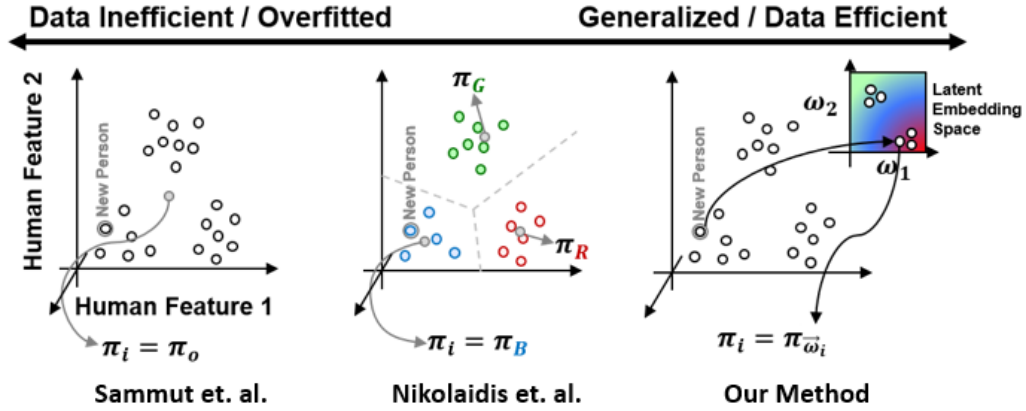 Data Inefficient / Overfitted
Generalized / Data Efficient
Human Feature 2
New Person
Human Feature 1
π_i = π_o
Sammut et. al.
π_G
New Person
π_R
π_i = π_B
Nikolaidis et. al.
New Person
ω_2
Latent
Embedding
Space
ω_1
π_i = π_{\vec{ω}_i}
Our Method